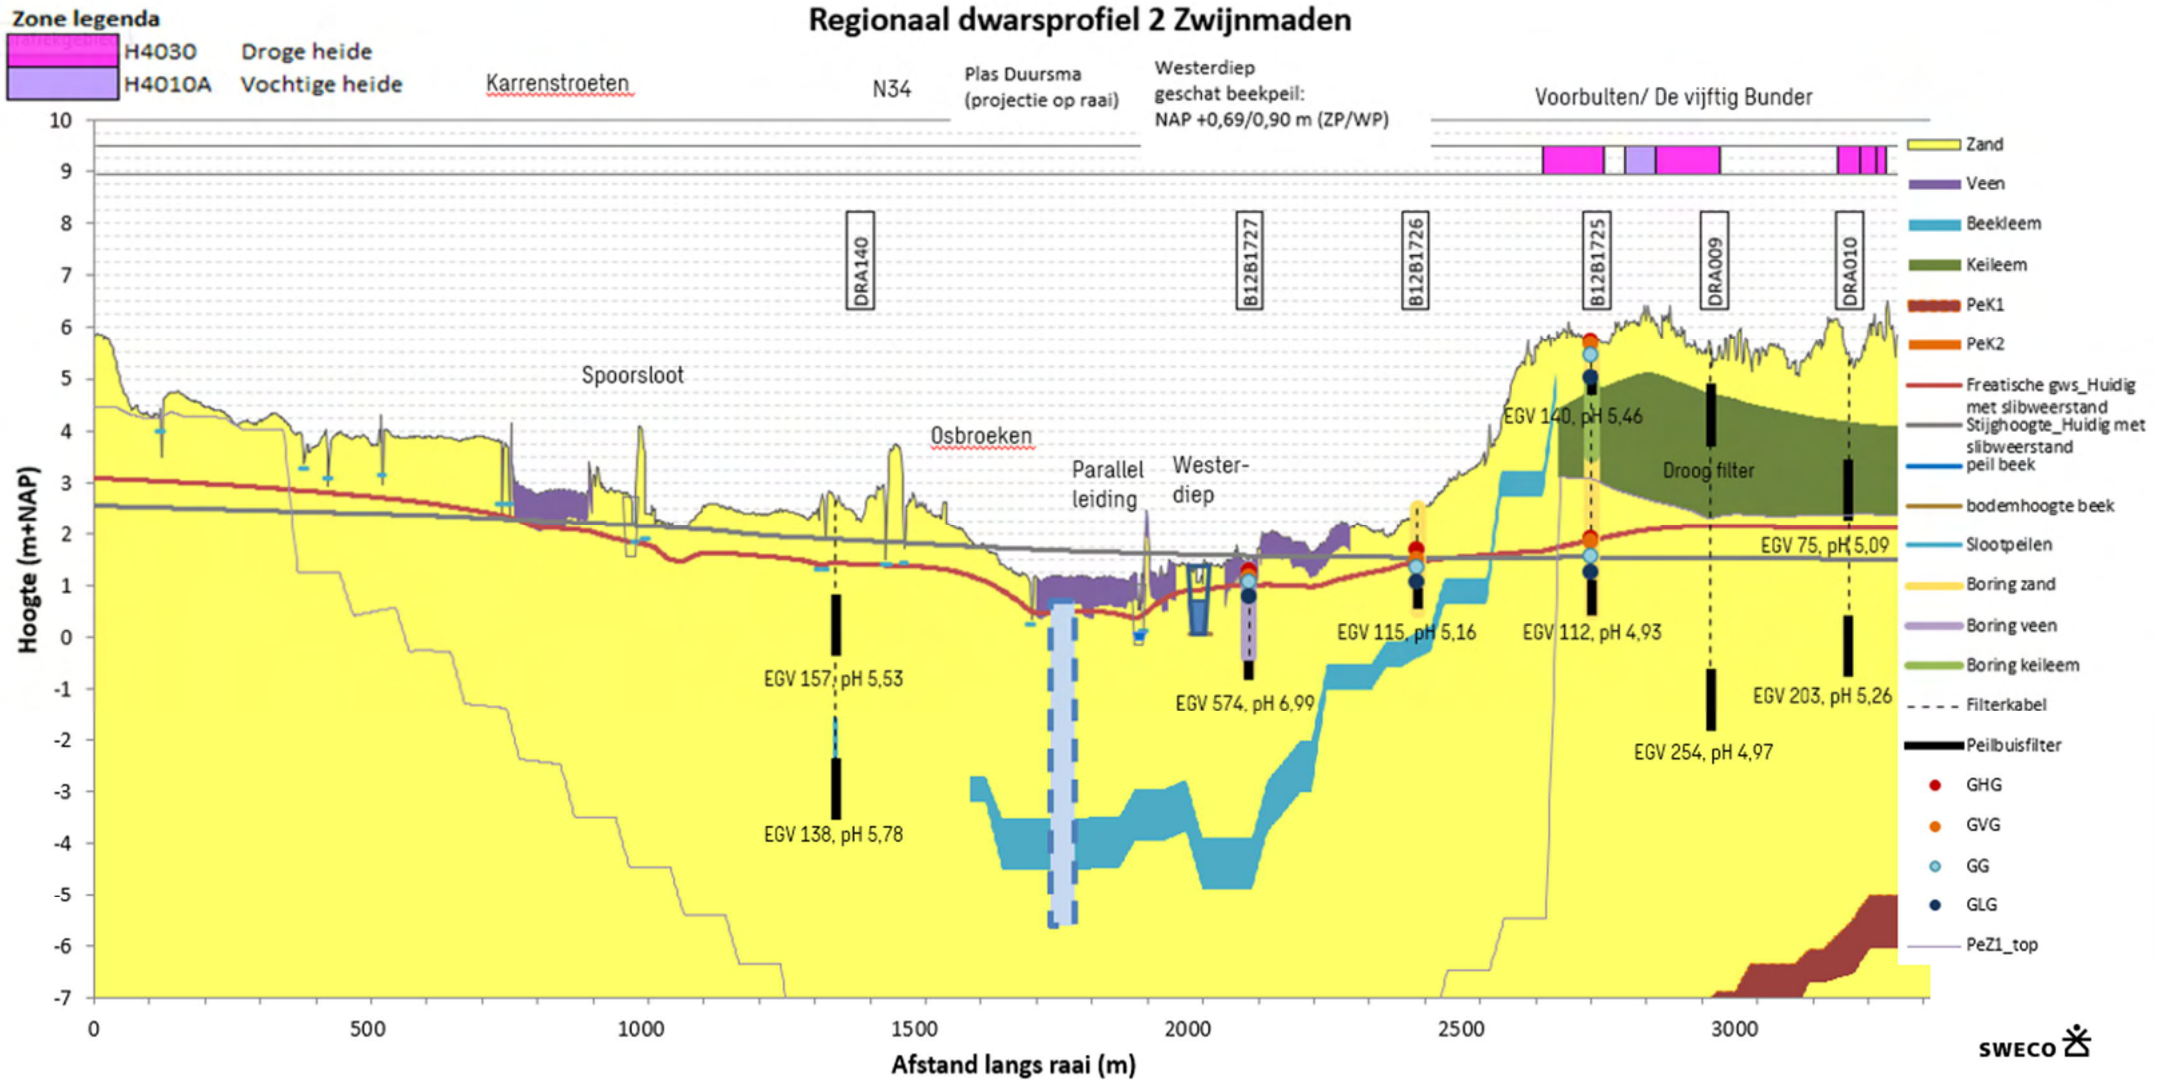 Regionaal dwarsprofiel 2 Zwijnmaden
Zone legenda
H4030 Droge heide
H4010A Vochtige heide
Karrenstroeten
N34
Plas Duursma
(projectie op raai)
Westerdiep
geschat beekpeil:
NAP +0,69/0,90 m (ZP/WP)
Voorbulten/ De vijftig Bunder
10
9
8
7
6
5
4
3
2
1
0
-1
-2
-3
-4
-5
-6
-7
Hoogte (m+NAP)
DRA140
B12B1727
B12B1726
B12B1725
DRA009
DRA010
Spoorsloot
Osbroeken
Parallel
leiding
Wester-
diep
EGV 140, pH 5,46
Droog filter
EGV 75, pH 5,09
EGV 115, pH 5,16
EGV 112, pH 4,93
EGV 157, pH 5,53
EGV 574, pH 6,99
EGV 203, pH 5,26
EGV 254, pH 4,97
EGV 138, pH 5,78
0 500 1000 1500 2000 2500 3000
Afstand langs raai (m)
Zand
Veen
Beekleem
Keileem
PeK1
PeK2
Freatische gws_Huidig
met slibweerstand
Stijghoogte_Huidig met
slibweerstand
peil beek
bodemhoogte beek
Slootpeilen
Boring zand
Boring veen
Boring keileem
Filterkabel
Peilbuisfilter
GHG
GVG
GG
GLG
PeZ1_top
SWECO